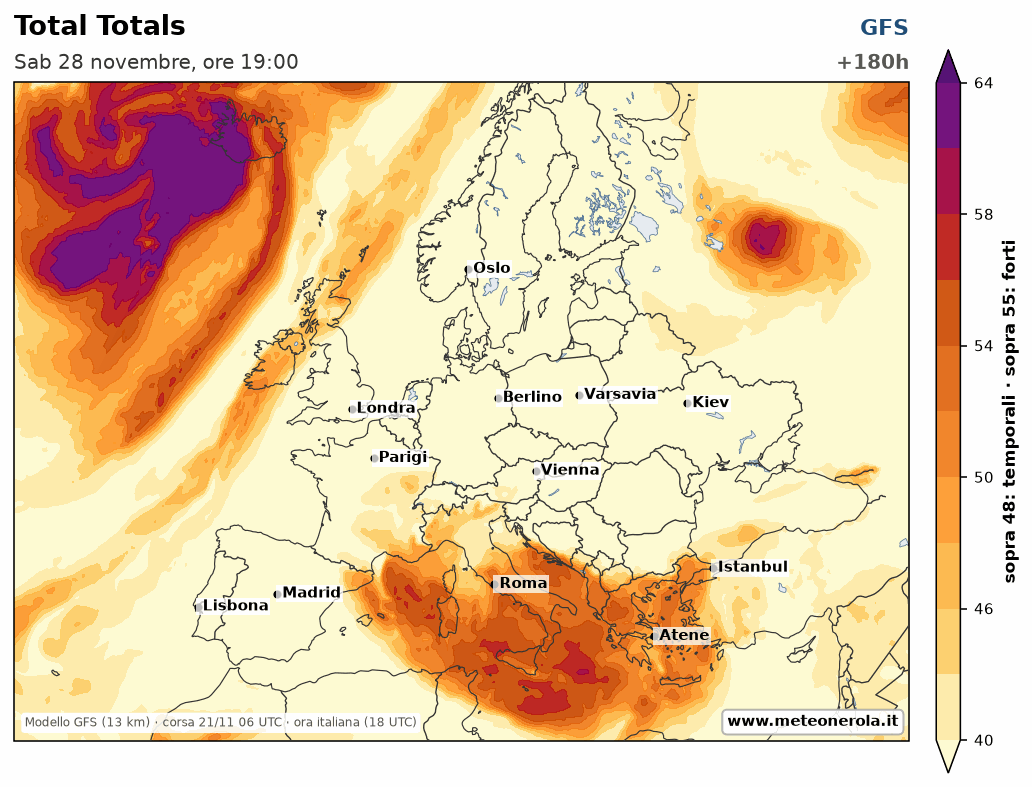 Total Totals
GFS
Sab 28 novembre, ore 19:00
+180h
64
58
54
50
46
40
sopra 48: temporali · sopra 55: forti
Oslo
Berlino
Varsavia
Kiev
Londra
Parigi
Vienna
Istanbul
Roma
Madrid
Lisbona
Atene
Modello GFS (13 km) · corsa 21/11 06 UTC · ora italiana (18 UTC)
www.meteonerola.it